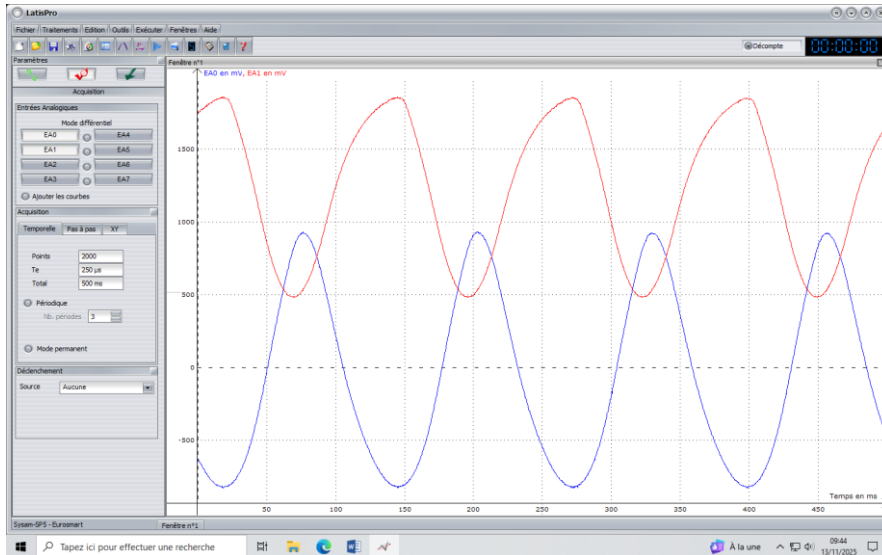 LatisPro
Fichier Traitements Edition Outils Exécuter Fenêtres Aide
Décompte
00:00:00
Paramètres
Acquisition
Entrées Analogiques
Mode différentiel
EA0 EA4
EA1 EA5
EA2 EA6
EA3 EA7
Ajouter les courbes
Acquisition
Temporelle Pas à pas XY
Points 2000
Te 250 µs
Total 500 ms
Périodique
Nb. périodes 3
Mode permanent
Déclenchement
Source Aucune
Fenêtre n°1
EA0 en mV, EA1 en mV
1500
1000
500
0
-500
Temps en ms
50 100 150 200 250 300 350 400 450
Sysam-SP5 - Eurosmart
Fenêtre n°1
Tapez ici pour effectuer une recherche
À la une
09:44
13/11/2025